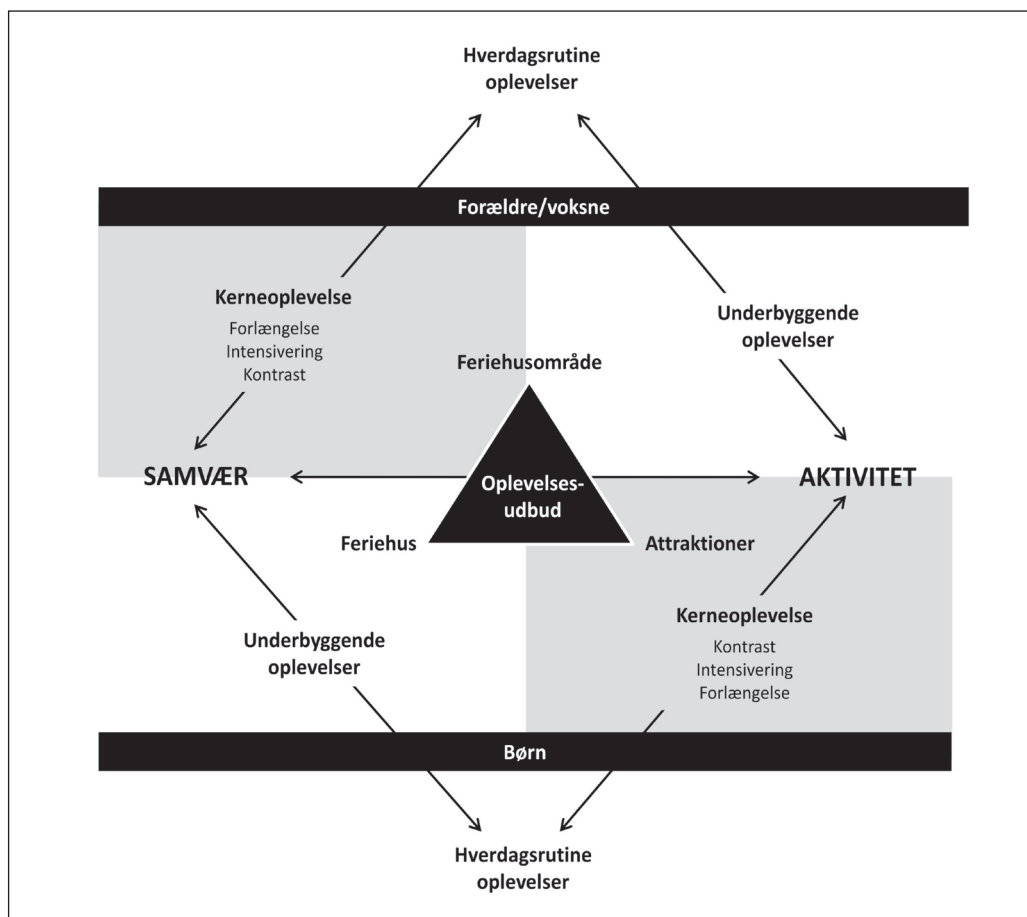 Hverdagsrutine
oplevelser
Forældre/voksne
Kerneoplevelse
Forlængelse
Intensivering
Kontrast
Underbyggende
oplevelser
Feriehusområde
SAMVÆR
Oplevelses-
udbud
AKTIVITET
Feriehus
Attraktioner
Underbyggende
oplevelser
Kerneoplevelse
Kontrast
Intensivering
Forlængelse
Børn
Hverdagsrutine
oplevelser